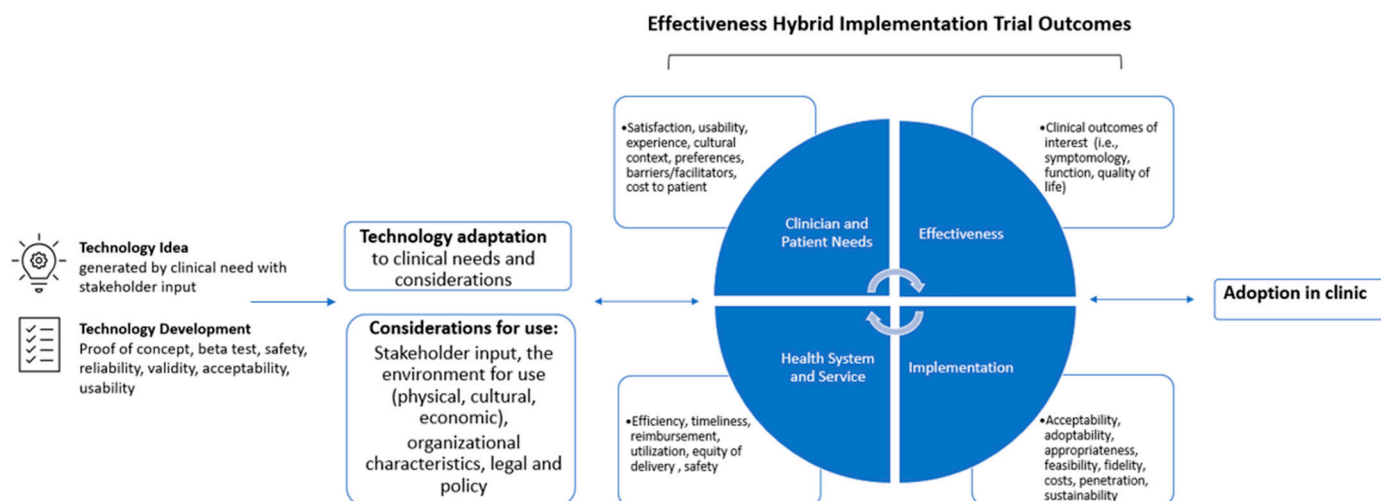 Effectiveness Hybrid Implementation Trial Outcomes
•Satisfaction, usability,
experience, cultural
context, preferences,
barriers/facilitators,
cost to patient
•Clinical outcomes of
interest (i.e.,
symptomology,
function, quality of
life)
Clinician and
Patient Needs
Effectiveness
Technology Idea
generated by clinical need with
stakeholder input
Technology Development
Proof of concept, beta test, safety,
reliability, validity, acceptability,
usability
Technology adaptation
to clinical needs and
considerations
Considerations for use:
Stakeholder input, the
environment for use
(physical, cultural,
economic),
organizational
characteristics, legal and
policy
Adoption in clinic
Health System
and Service
Implementation
•Efficiency, timeliness,
reimbursement,
utilization, equity of
delivery , safety
•Acceptability,
adoptability,
appropriateness,
feasibility, fidelity,
costs, penetration,
sustainability